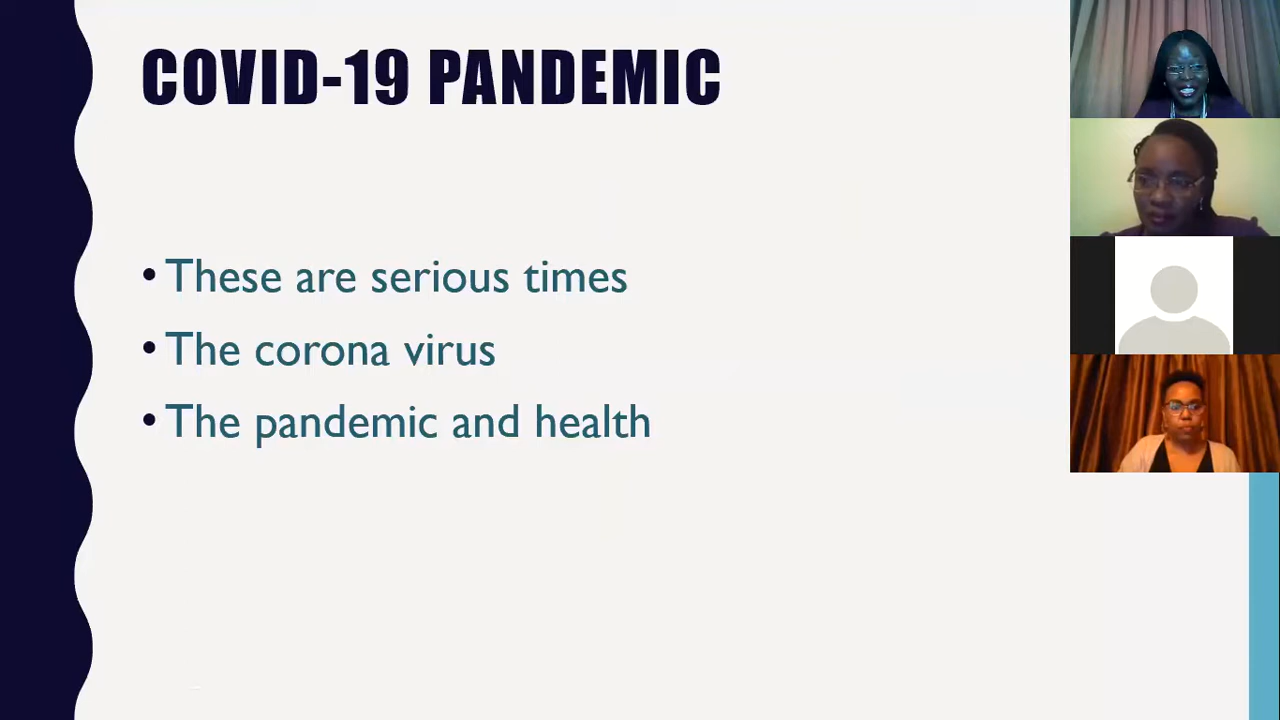 COVID-19 PANDEMIC
• These are serious times
• The corona virus
• The pandemic and health